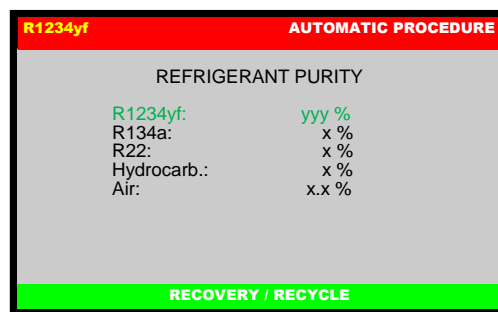 R1234yf AUTOMATIC PROCEDURE
REFRIGERANT PURITY
R1234yf: yyy %
R134a: x %
R22: x %
Hydrocarb.: x %
Air: x.x %
RECOVERY / RECYCLE